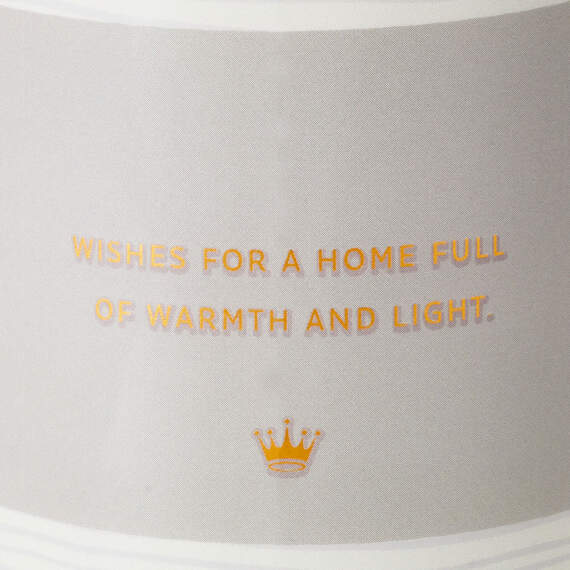 WISHES FOR A HOME FULL
OF WARMTH AND LIGHT.